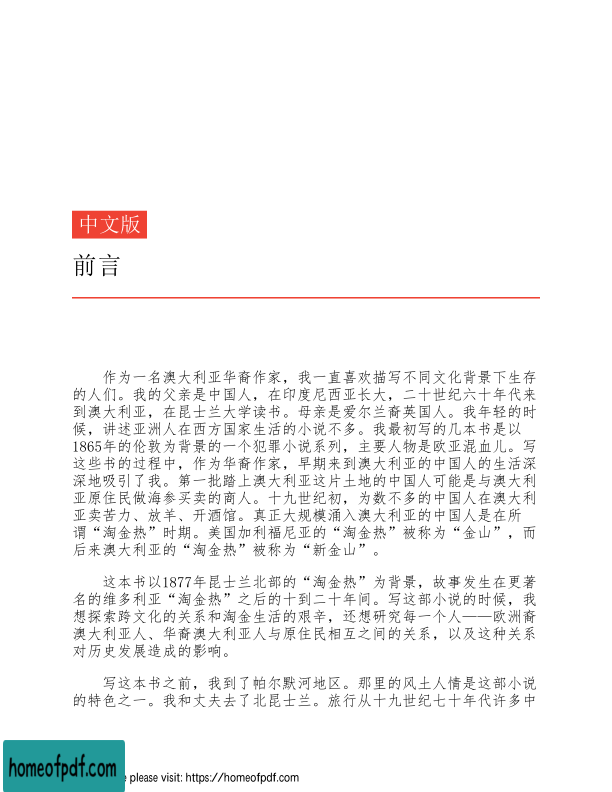 中文版
前言
作为一名澳大利亚华裔作家，我一直喜欢描写不同文化背景下生存
的人们。我的父亲是中国人，在印度尼西亚长大，二十世纪六十年代来
到澳大利亚，在昆士兰大学读书。母亲是爱尔兰裔英国人。我年轻的时
候，讲述亚洲人在西方国家生活的小说不多。我最初写的几本书是以
1865年的伦敦为背景的一个犯罪小说系列，主要人物是欧亚混血儿。写
这些书的过程中，作为华裔作家，早期来到澳大利亚的中国人的生活深
深地吸引了我。第一批踏上澳大利亚这片土地的中国人可能是与澳大利
亚原住民做海参买卖的商人。十九世纪初，为数不多的中国人在澳大利
亚卖苦力、放羊、开酒馆。真正大规模涌入澳大利亚的中国人是在所
谓“淘金热”时期。美国加利福尼亚的“淘金热”被称为“金山”，而
后来澳大利亚的“淘金热”被称为“新金山”。
这本书以1877年昆士兰北部的“淘金热”为背景，故事发生在更著
名的维多利亚“淘金热”之后的十到二十年间。写这部小说的时候，我
想探索跨文化的关系和淘金生活的艰辛，还想研究每一个人——欧洲裔
澳大利亚人、华裔澳大利亚人与原住民相互之间的关系，以及这种关系
对历史发展造成的影响。
写这本书之前，我到了帕尔默河地区。那里的风土人情是这部小说
的特色之一。我和丈夫去了北昆士兰。旅行从十九世纪七十年代许多中
homeofpdf.com
e please visit: https://homeofpdf.com